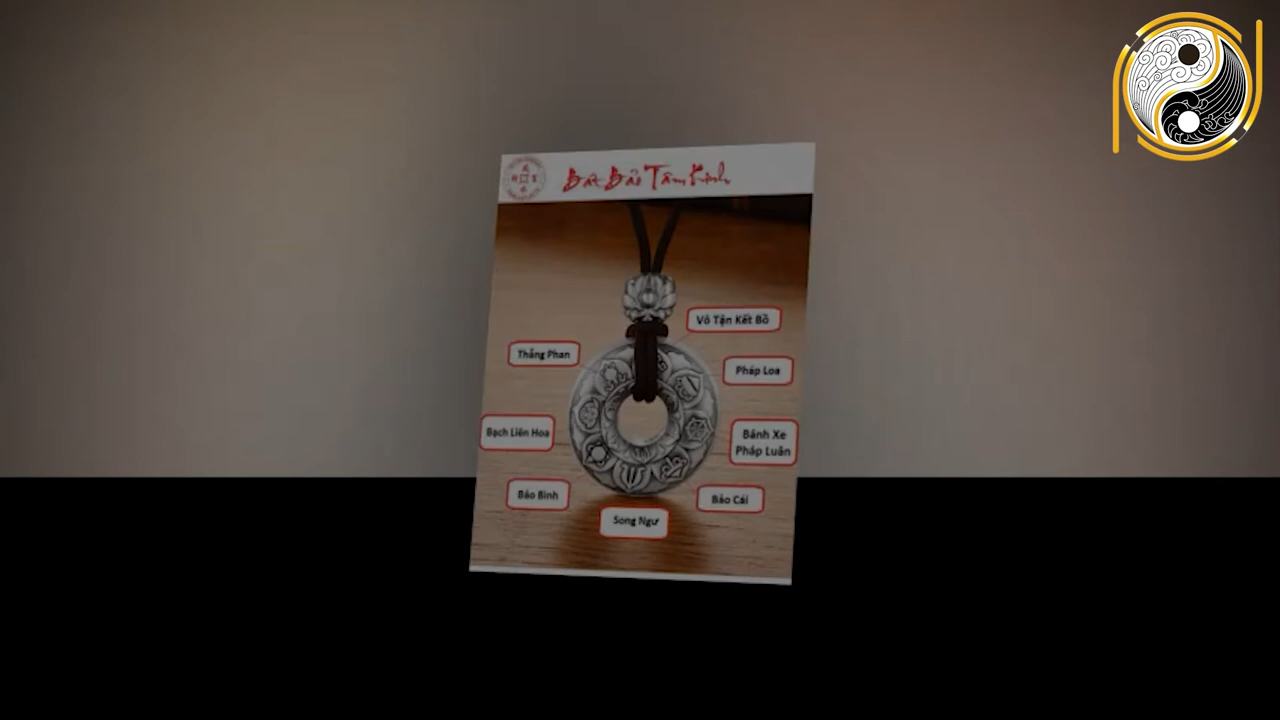 Bát Bảo Tâm Kinh
Vô Tận Kết Bồ
Thắng Phan
Pháp Loa
Bạch Liên Hoa
Bánh Xe
Pháp Luân
Bảo Bình
Bảo Cái
Song Ngư